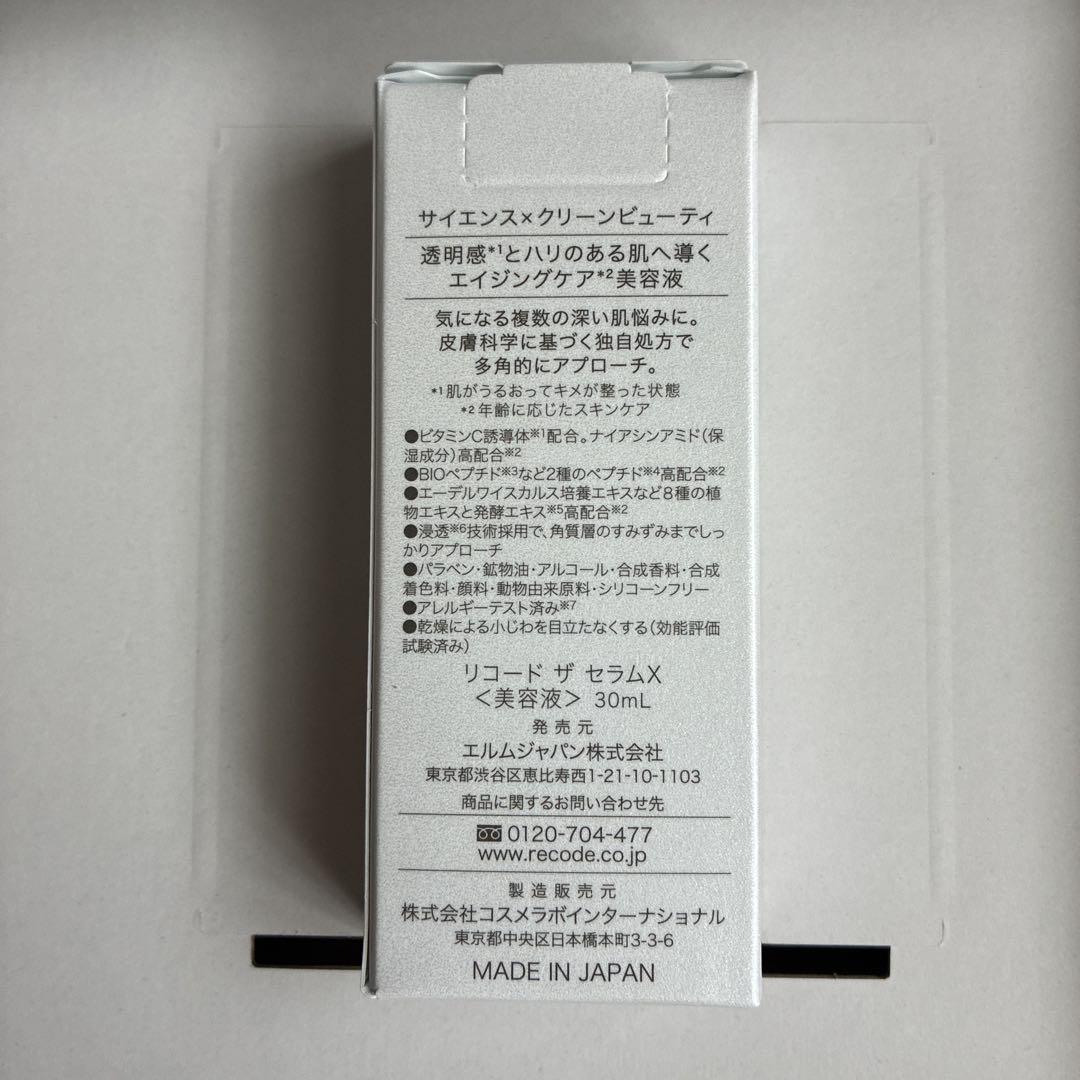 サイエンス×クリーンビューティ
透明感*1とハリのある肌へ導く
エイジングケア*2美容液
気になる複数の深い肌悩みに。
皮膚科学に基づく独自処方で
多角的にアプローチ。
*1肌がうるおってキメが整った状態
*2年齢に応じたスキンケア
●ビタミンC誘導体※1配合。ナイアシンアミド(保
湿成分)高配合※2
●BIOペプチド※3など2種のペプチド※4高配合※2
●エーデルワイスカルス培養エキスなど8種の植
物エキスと発酵エキス※5高配合※2
●浸透※6技術採用で、角質層のすみずみまでしっ
かりアプローチ
●パラベン・鉱物油・アルコール・合成香料・合成
着色料・顔料・動物由来原料・シリコーンフリー
●アレルギーテスト済み※7
●乾燥による小じわを目立たなくする(効能評価
試験済み)
リコード ザ セラムX
＜美容液＞ 30mL
発売元
エルムジャパン株式会社
東京都渋谷区恵比寿西1-21-10-1103
商品に関するお問い合わせ先
0120-704-477
www.recode.co.jp
製造販売元
株式会社コスメラボインターナショナル
東京都中央区日本橋本町3-3-6
MADE IN JAPAN